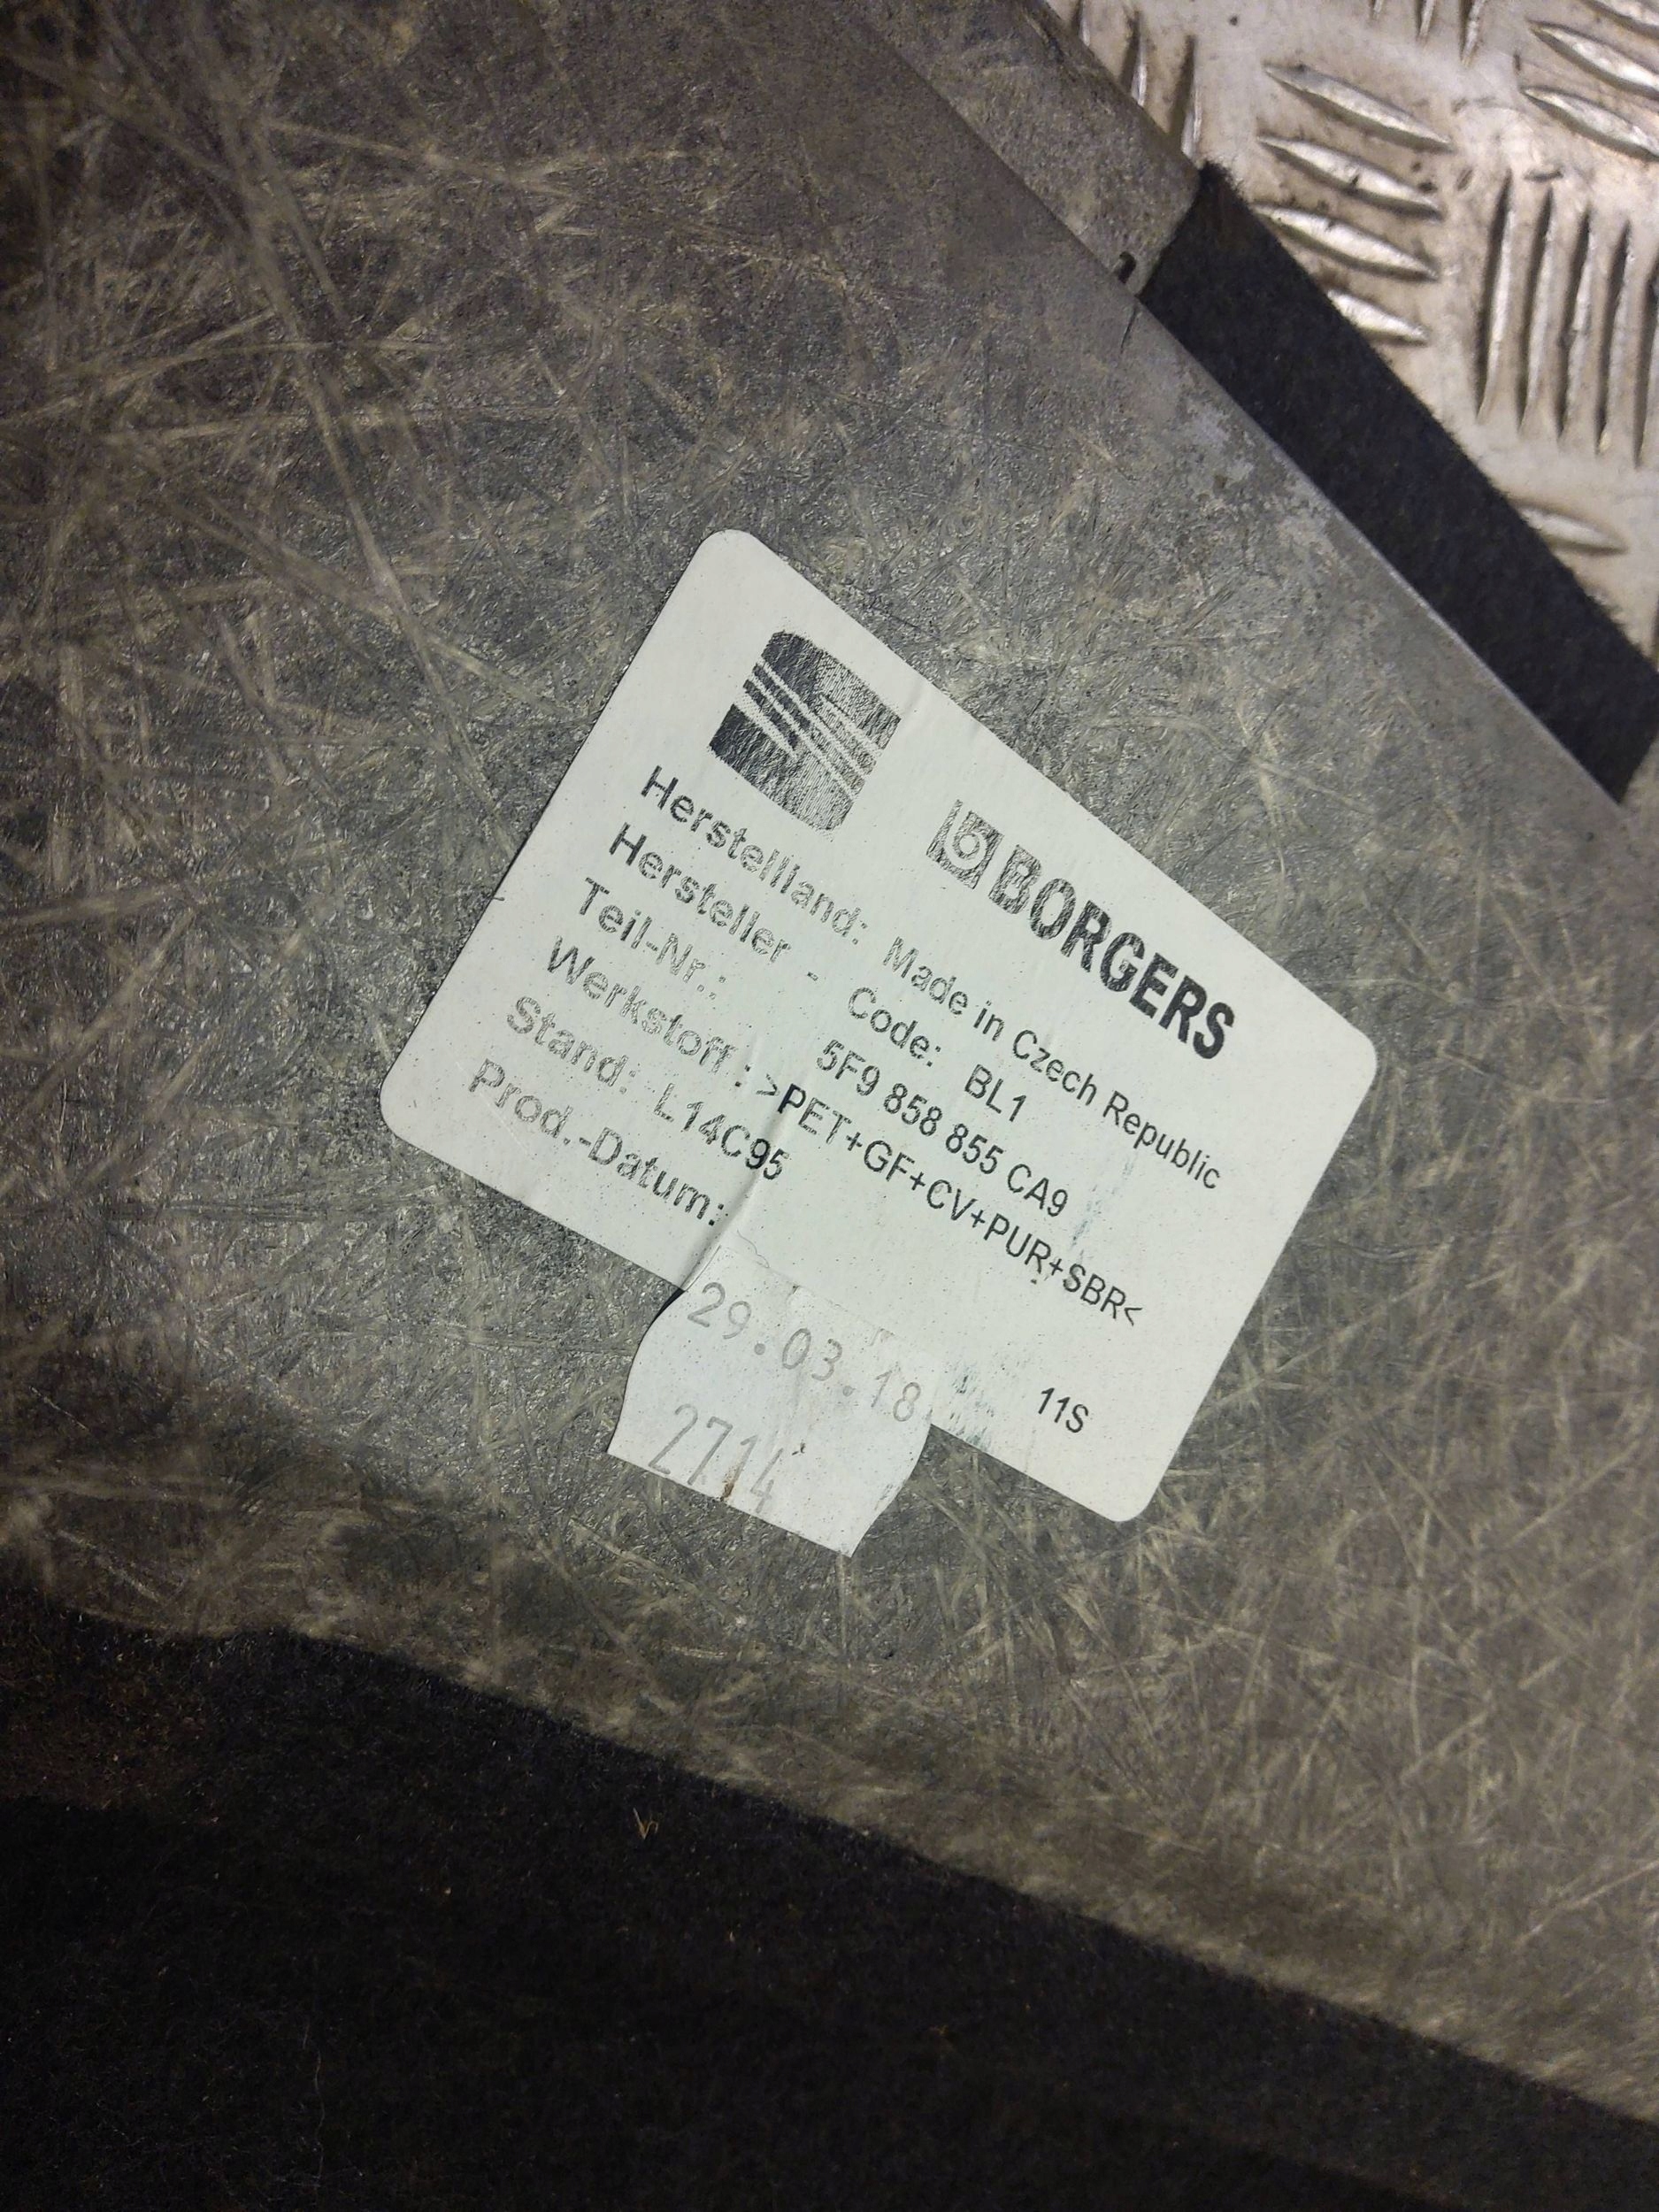 BORGERS
Herstelland: Made in Czech Republic
Hersteller - Code: BL1
Teil-Nr.: 5F9 858 855 CA9
Werkstoff : >PET+GF+CV+PUR+SBR<
Stand: L14C95
Prod.-Datum: 11S
29.03.18
2714